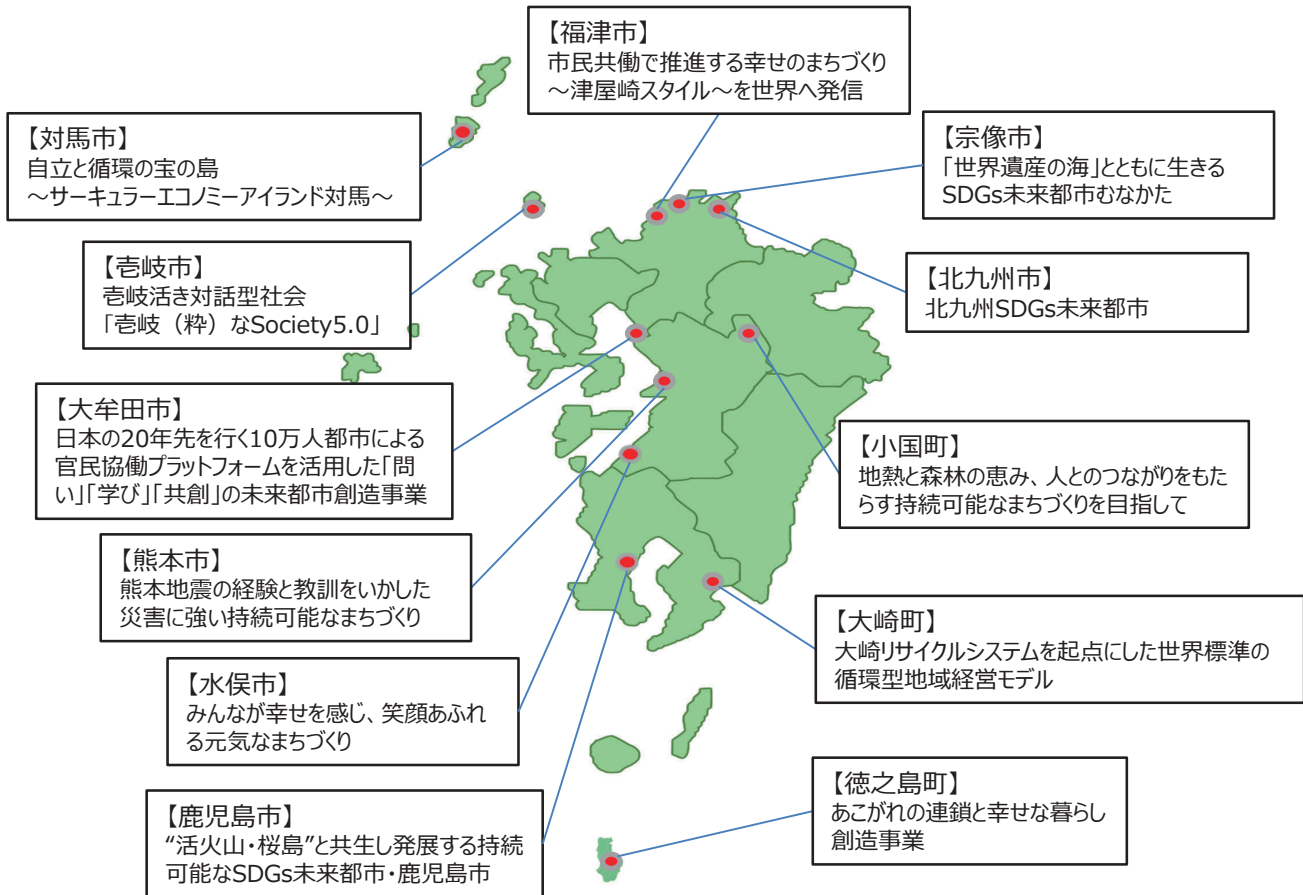 【福津市】
市民共働で推進する幸せのまちづくり
～津屋崎スタイル～を世界へ発信
【対馬市】
自立と循環の宝の島
～サーキュラーエコノミーアイランド対馬～
【宗像市】
「世界遺産の海」とともに生きる
SDGs未来都市むなかた
【壱岐市】
壱岐活き対話型社会
「壱岐（粋）なSociety5.0」
【北九州市】
北九州SDGs未来都市
【大牟田市】
日本の20年先を行く10万人都市による
官民協働プラットフォームを活用した「問
い」「学び」「共創」の未来都市創造事業
【小国町】
地熱と森林の恵み、人とのつながりをもた
らす持続可能なまちづくりを目指して
【熊本市】
熊本地震の経験と教訓をいかした
災害に強い持続可能なまちづくり
【大崎町】
大崎リサイクルシステムを起点にした世界標準の
循環型地域経営モデル
【水俣市】
みんなが幸せを感じ、笑顔あふれ
る元気なまちづくり
【徳之島町】
あこがれの連鎖と幸せな暮らし
創造事業
【鹿児島市】
“活火山・桜島”と共生し発展する持続
可能なSDGs未来都市・鹿児島市